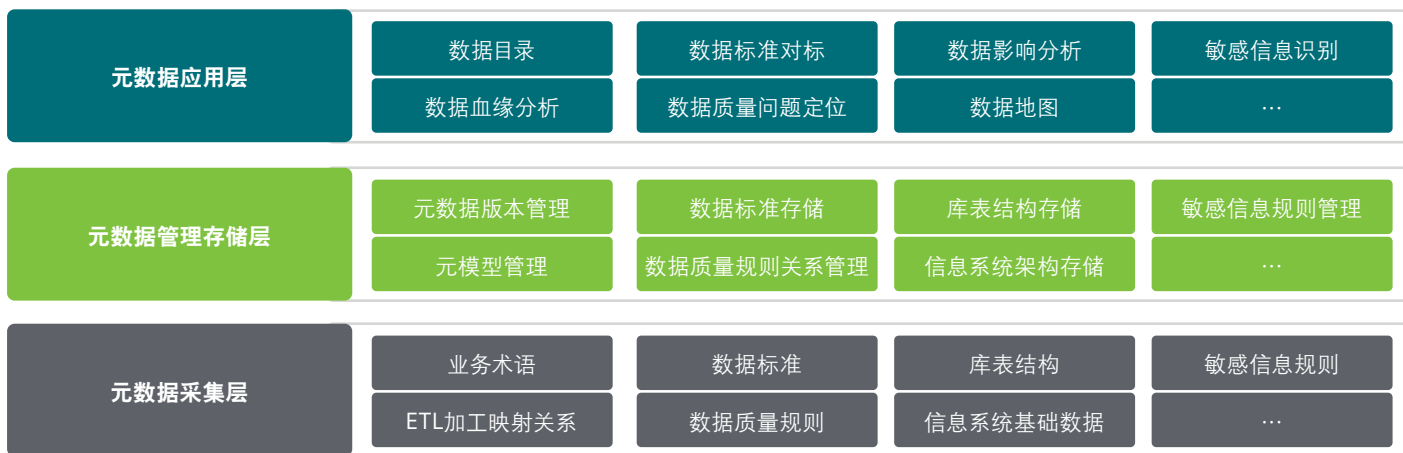 元数据应用层
数据目录
数据标准对标
数据影响分析
敏感信息识别
数据血缘分析
数据质量问题定位
数据地图
…
元数据管理存储层
元数据版本管理
数据标准存储
库表结构存储
敏感信息规则管理
元模型管理
数据质量规则关系管理
信息系统架构存储
…
元数据采集层
业务术语
数据标准
库表结构
敏感信息规则
ETL加工映射关系
数据质量规则
信息系统基础数据
…